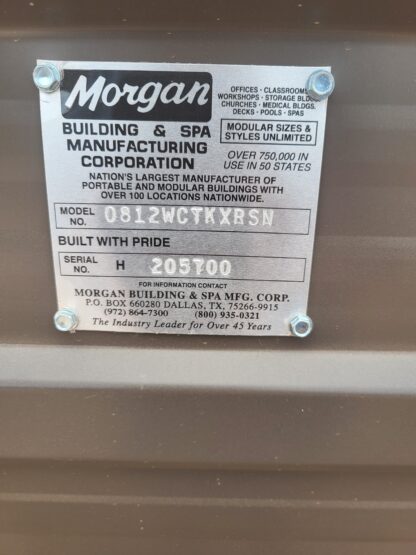 Morgan
OFFICES · CLASSROOMS
WORKSHOPS · STORAGE BLDG.
CHURCHES · MEDICAL BLDGS.
DECKS · POOLS · SPAS
BUILDING & SPA
MANUFACTURING
CORPORATION
MODULAR SIZES &
STYLES UNLIMITED
OVER 750,000 IN
USE IN 50 STATES
NATION'S LARGEST MANUFACTURER OF
PORTABLE AND MODULAR BUILDINGS WITH
OVER 100 LOCATIONS NATIONWIDE.
MODEL NO. 0812WCTKXRSN
BUILT WITH PRIDE
SERIAL NO. H 205700
FOR INFORMATION CONTACT
MORGAN BUILDING & SPA MFG. CORP.
P.O. BOX 660280 DALLAS, TX 75266-9915
(972) 864-7300 (800) 935-0321
The Industry Leader for Over 45 Years